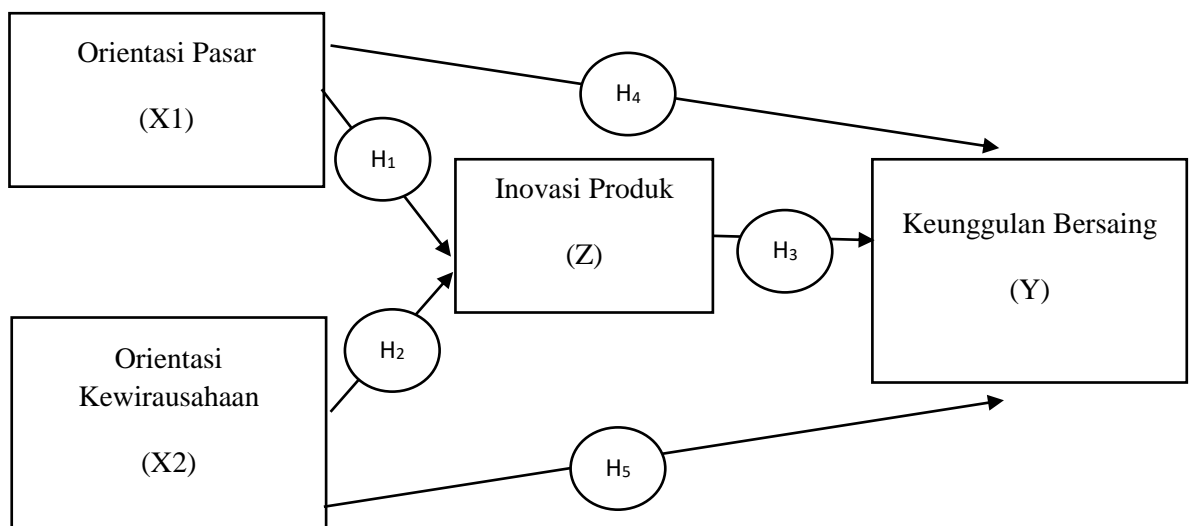 Orientasi Pasar
(X1)
H4
H1
Inovasi Produk
(Z)
H3
Keunggulan Bersaing
(Y)
H2
Orientasi
Kewirausahaan
(X2)
H5